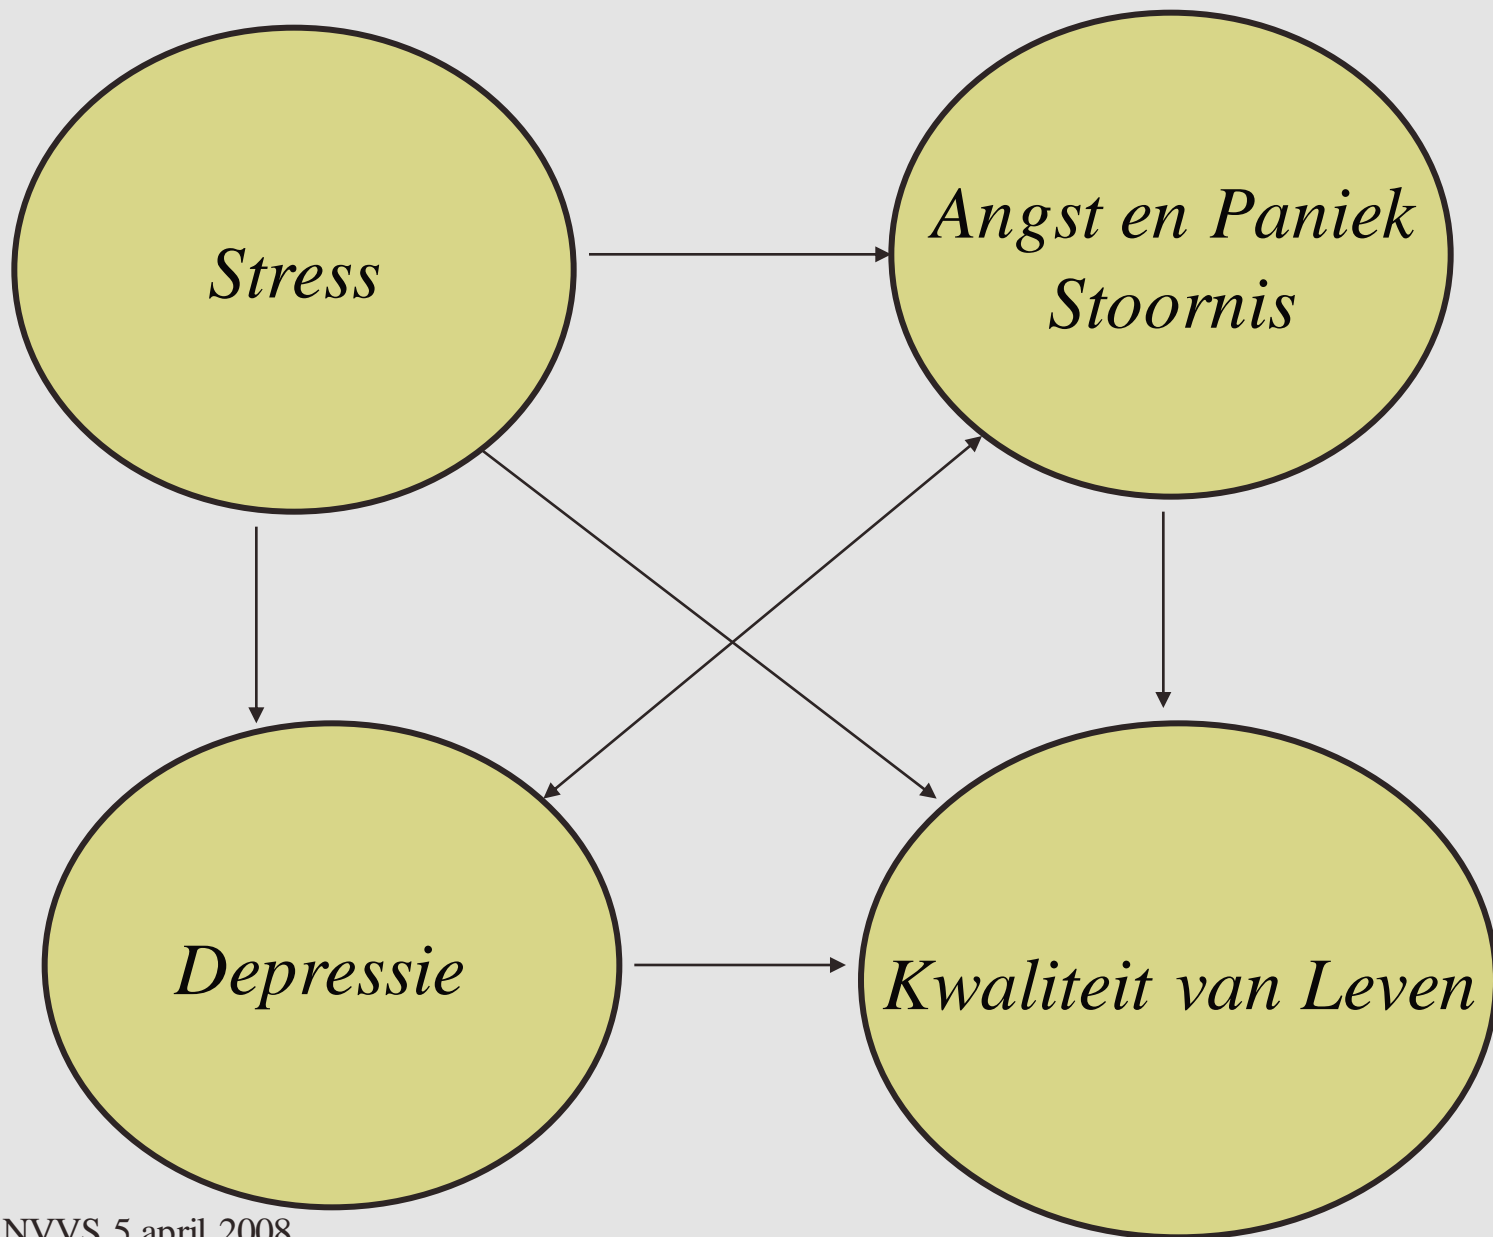 Stress
Angst en Paniek
Stoornis
Depressie
Kwaliteit van Leven
NVVS 5 april 2008